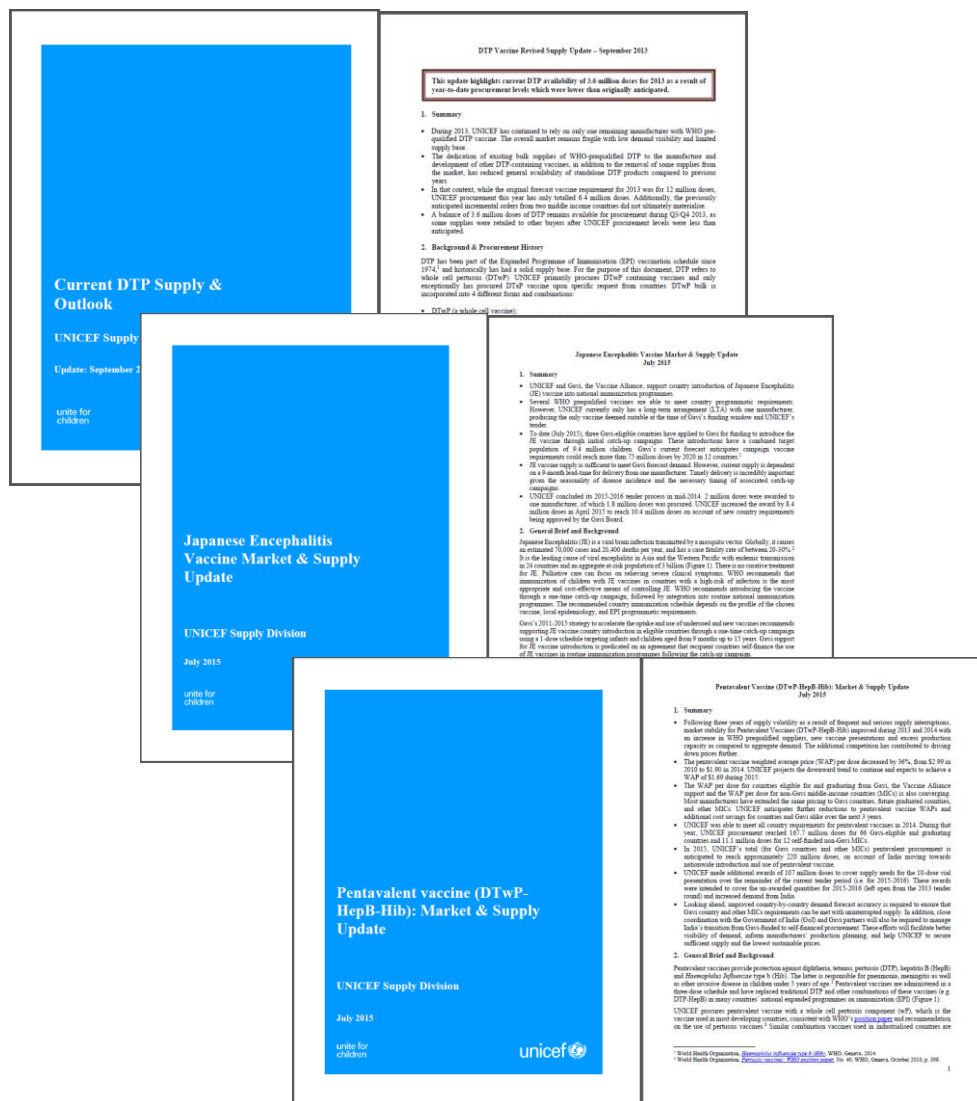 Current DTP Supply &
Outlook
UNICEF Supply
Update: September 2
unite for
children
DTP Vaccine Revised Supply Update – September 2013
This update highlights current DTP availability of 3.6 million doses for 2013 as a result of
year-to-date procurement levels which were lower than originally anticipated.
1. Summary
• During 2013, UNICEF has continued to rely on only one remaining manufacturer with WHO pre-
qualified DTP vaccine. The overall market remains fragile with low demand visibility and limited
supply base.
• The dedication of existing bulk supplies of WHO-prequalified DTP to the manufacture and
development of other DTP-containing vaccines, in addition to the removal of some supplies from
the market, has reduced general availability of standalone DTP products compared to previous
years.
• In that context, while the original forecast vaccine requirement for 2013 was for 12 million doses,
UNICEF procurement this year has only totalled 6.4 million doses. Additionally, the previously
anticipated incremental orders from two middle income countries did not ultimately materialise.
• A balance of 3.6 million doses of DTP remains available for procurement during Q3/Q4 2013, as
some supplies were retailed to other buyers after UNICEF procurement levels were less than
anticipated.
2. Background & Procurement History
DTP has been part of the Expanded Programme of Immunisation (EPI) vaccination schedule since
1974,¹ and historically has had a solid supply base. For the purpose of this document, DTP refers to
whole cell pertussis (DTwP). UNICEF primarily procures DTwP containing vaccines and only
exceptionally has procured DTaP vaccine upon specific request from countries. DTwP bulk is
incorporated into 4 different forms and combinations:
• DTwP (a whole cell vaccine);
Japanese Encephalitis
Vaccine Market & Supply
Update
UNICEF Supply Division
July 2015
unite for
children
Japanese Encephalitis Vaccine Market & Supply Update
July 2015
1. Summary
• UNICEF and Gavi, the Vaccine Alliance, support country introduction of Japanese Encephalitis
(JE) vaccine into national immunization programmes.
• Several WHO prequalified vaccines are able to meet country programmatic requirements.
However, UNICEF currently only has a long-term arrangement (LTA) with one manufacturer,
producing the only vaccine deemed suitable at the time of Gavi's funding window and UNICEF's
tender.
• To date (July 2015), three Gavi-eligible countries have applied to Gavi for funding to introduce the
JE vaccine through initial catch-up campaigns. These introductions have a combined target
population of 9.4 million children. Gavi's current forecast anticipates campaign vaccine
requirements could reach more than 75 million doses by 2020 in 12 countries.¹
• JE vaccine supply is sufficient to meet Gavi forecast demand. However, current supply is dependent
on a 9-month lead-time for delivery from one manufacturer. Timely delivery is incredibly important
given the seasonality of disease incidence and the necessary timing of associated catch-up
campaigns.
• UNICEF concluded its 2015-2016 tender process in mid-2014. 2 million doses were awarded to
one manufacturer, of which 1.8 million doses was procured. UNICEF increased the award by 8.4
million doses in April 2015 to reach 10.4 million doses on account of new country requirements
being approved by the Gavi Board.
2. General Brief and Background
Japanese Encephalitis (JE) is a viral brain infection transmitted by a mosquito vector. Globally, it causes
an estimated 70,000 cases and 20,400 deaths per year, and has a case fatality rate of between 20-30%.²
It is the leading cause of viral encephalitis in Asia and the Western Pacific with endemic transmission
in 24 countries and an aggregate at-risk population of 3 billion (Figure 1). There is no curative treatment
for JE. Palliative care can focus on relieving severe clinical symptoms. WHO recommends that
immunization of children with JE vaccines in countries with a high-risk of infection is the most
appropriate and cost-effective means of controlling JE. WHO recommends introducing the vaccine
through a one-time catch-up campaign, followed by integration into routine national immunization
programmes. The recommended country immunization schedule depends on the profile of the chosen
vaccine, local epidemiology, and EPI programmatic requirements.
Gavi's 2011-2015 strategy to accelerate the uptake and use of underused and new vaccines recommends
supporting JE vaccine country introduction in eligible countries through a one-time catch-up campaign
using a 1-dose schedule targeting infants and children aged from 9 months up to 15 years. Gavi support
for JE vaccine introduction is predicated on an agreement that recipient countries self-finance the use
of JE vaccines in routine immunization programmes following the catch-up campaign.
Pentavalent vaccine (DTwP-
HepB-Hib): Market & Supply
Update
UNICEF Supply Division
July 2015
unite for
children
unicef
Pentavalent Vaccine (DTwP-HepB-Hib): Market & Supply Update
July 2015
1. Summary
• Following three years of supply volatility as a result of frequent and serious supply interruptions,
market stability for Pentavalent Vaccines (DTwP-HepB-Hib) improved during 2013 and 2014 with
an increase in WHO prequalified suppliers, new vaccine presentations and excess production
capacity as compared to aggregate demand. The additional competition has contributed to driving
down prices further.
• The pentavalent vaccine weighted average price (WAP) per dose decreased by 36%, from $2.99 in
2010 to $1.90 in 2014. UNICEF projects the downward trend to continue and expects to achieve a
WAP of $1.69 during 2015.
• The WAP per dose for countries eligible for and graduating from Gavi, the Vaccine Alliance
support and the WAP per dose for non-Gavi middle-income countries (MICs) is also converging.
Most manufacturers have extended the same pricing to Gavi countries, future graduated countries,
and other MICs. UNICEF anticipates further reductions to pentavalent vaccine WAPs and
additional cost savings for countries and Gavi alike over the next 3 years.
• UNICEF was able to meet all country requirements for pentavalent vaccines in 2014. During that
year, UNICEF procurement reached 167.7 million doses for 66 Gavi-eligible and graduating
countries and 11.1 million doses for 12 self-funded non-Gavi MICs.
• In 2015, UNICEF's total (for Gavi countries and other MICs) pentavalent procurement is
anticipated to reach approximately 220 million doses, on account of India moving towards
nationwide introduction and use of pentavalent vaccine.
• UNICEF made additional awards of 107 million doses to cover supply needs for the 10-dose vial
presentation over the remainder of the current tender period (i.e. for 2015-2016). These awards
were intended to cover the un-awarded quantities for 2015-2016 (left open from the 2013 tender
round) and increased demand from India.
• Looking ahead, improved country-by-country demand forecast accuracy is required to ensure that
Gavi country and other MICs requirements can be met with uninterrupted supply. In addition, close
coordination with the Government of India (GoI) and Gavi partners will also be required to manage
India's transition from Gavi-funded to self-financed procurement. These efforts will facilitate better
visibility of demand, inform manufacturers' production planning, and help UNICEF to secure
sufficient supply and the lowest sustainable prices.
2. General Brief and Background
Pentavalent vaccines provide protection against diphtheria, tetanus, pertussis (DTP), hepatitis B (HepB)
and Haemophilus Influenzae type b (Hib). The latter is responsible for pneumonia, meningitis as well
as other invasive disease in children under 5 years of age.¹ Pentavalent vaccines are administered in a
three-dose schedule and have replaced traditional DTP and other combinations of these vaccines (e.g.
DTP-HepB) in many countries' national expanded programmes on immunization (EPI) (Figure 1).
UNICEF procures pentavalent vaccine with a whole cell pertussis component (wP), which is the
vaccine used in most developing countries, consistent with WHO's position paper and recommendation
on the use of pertussis vaccines.² Similar combination vaccines used in industrialised countries are
¹ World Health Organization, Haemophilus influenzae type b (Hib), WHO, Geneva, 2014.
² World Health Organization, Pertussis vaccines: WHO position paper, No. 40, WHO, Geneva, October 2010, p. 398.
1